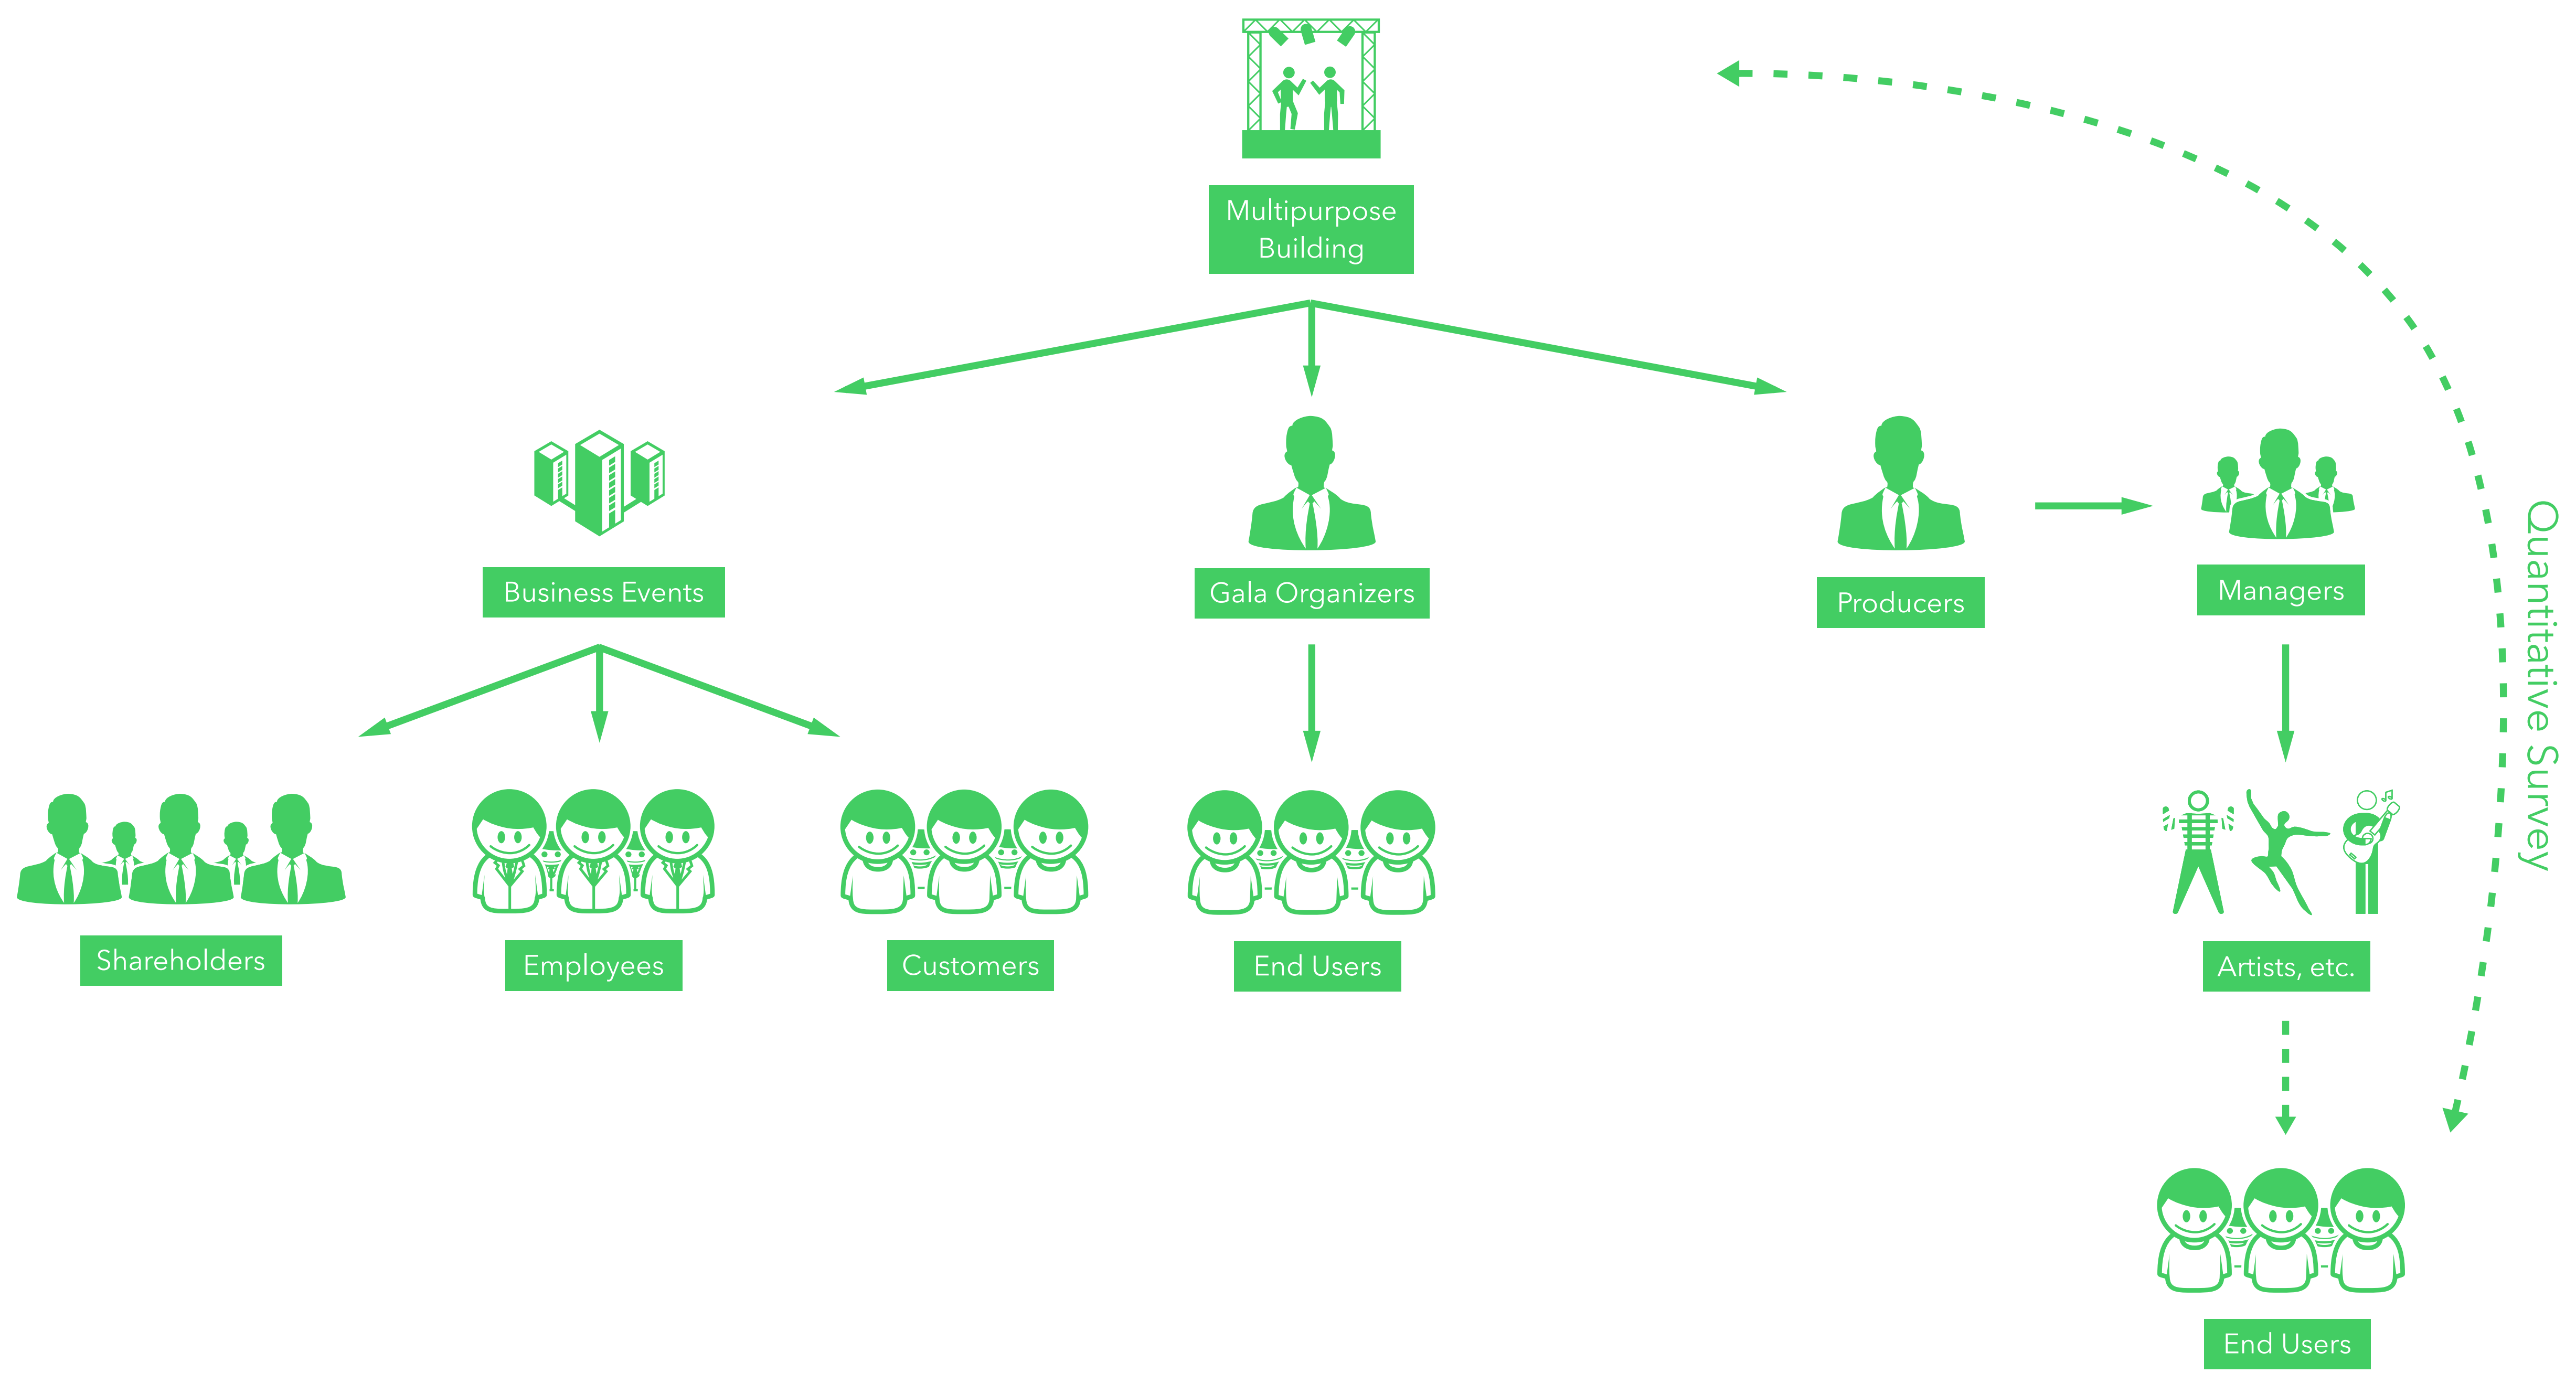 Multipurpose
Building
Business Events
Gala Organizers
Producers
Managers
Quantitative Survey
Shareholders
Employees
Customers
End Users
Artists, etc.
End Users